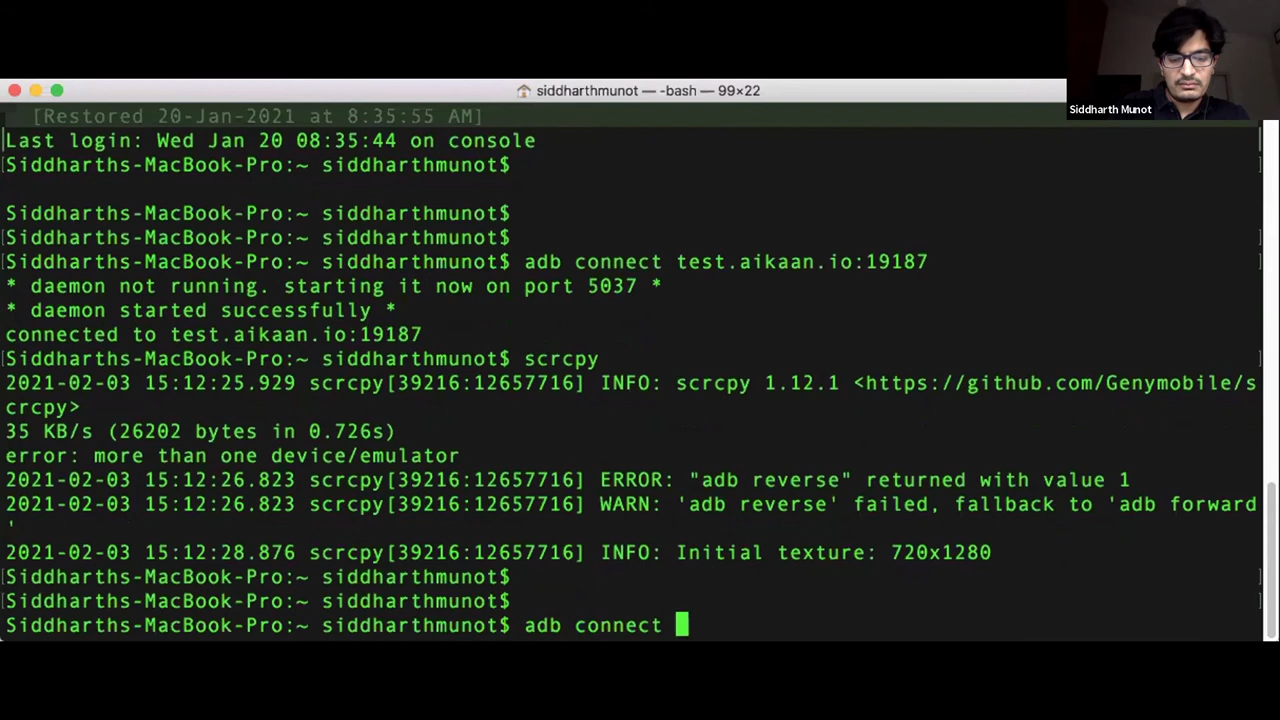 siddharthmunot — -bash — 99×22
Siddharth Munot
[Restored 20-Jan-2021 at 8:35:55 AM]
Last login: Wed Jan 20 08:35:44 on console
[Siddharths-MacBook-Pro:~ siddharthmunot$ ]
Siddharths-MacBook-Pro:~ siddharthmunot$
[Siddharths-MacBook-Pro:~ siddharthmunot$ ]
[Siddharths-MacBook-Pro:~ siddharthmunot$ adb connect test.aikaan.io:19187 ]
* daemon not running. starting it now on port 5037 *
* daemon started successfully *
connected to test.aikaan.io:19187
[Siddharths-MacBook-Pro:~ siddharthmunot$ scrcpy ]
2021-02-03 15:12:25.929 scrcpy[39216:12657716] INFO: scrcpy 1.12.1 <https://github.com/Genymobile/s
crcpy>
35 KB/s (26202 bytes in 0.726s)
error: more than one device/emulator
2021-02-03 15:12:26.823 scrcpy[39216:12657716] ERROR: "adb reverse" returned with value 1
2021-02-03 15:12:26.823 scrcpy[39216:12657716] WARN: 'adb reverse' failed, fallback to 'adb forward
'
2021-02-03 15:12:28.876 scrcpy[39216:12657716] INFO: Initial texture: 720x1280
[Siddharths-MacBook-Pro:~ siddharthmunot$ ]
[Siddharths-MacBook-Pro:~ siddharthmunot$ ]
Siddharths-MacBook-Pro:~ siddharthmunot$ adb connect